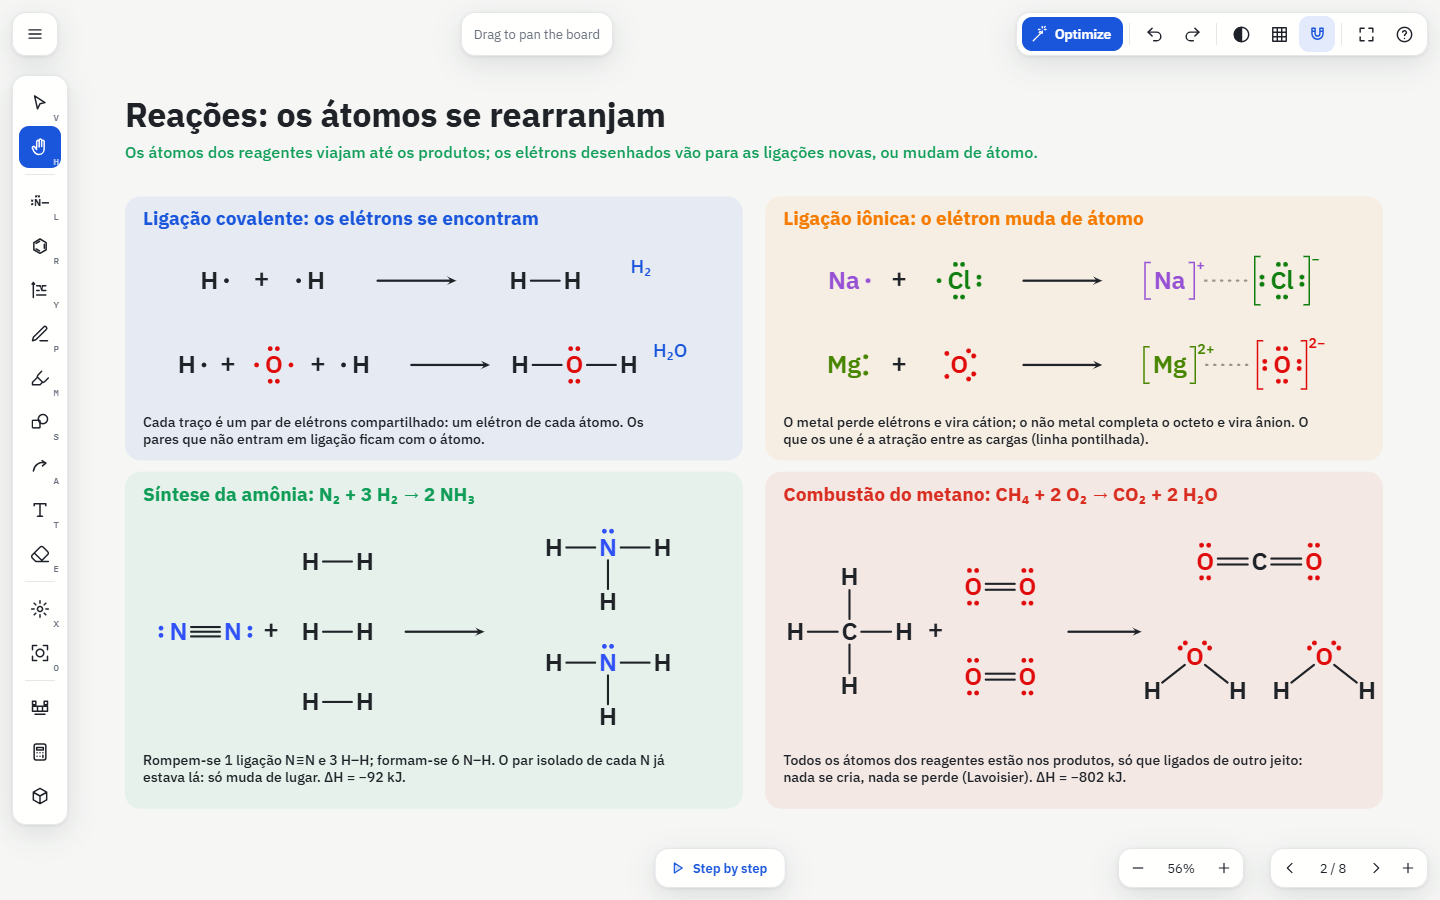 Drag to pan the board
Optimize
V
H
L
R
Y
P
M
S
A
T
E
X
O
Reações: os átomos se rearranjam
Os átomos dos reagentes viajam até os produtos; os elétrons desenhados vão para as ligações novas, ou mudam de átomo.
Ligação covalente: os elétrons se encontram
H· + ·H ⟶ H—H H₂
H· + ·O· + ·H ⟶ H—O—H H₂O
Cada traço é um par de elétrons compartilhado: um elétron de cada átomo. Os
pares que não entram em ligação ficam com o átomo.
Ligação iônica: o elétron muda de átomo
Na· + ·Cl: ⟶ [Na]⁺ ······ [:Cl:]⁻
Mg: + O ⟶ [Mg]²⁺ ······ [:O:]²⁻
O metal perde elétrons e vira cátion; o não metal completa o octeto e vira ânion. O
que os une é a atração entre as cargas (linha pontilhada).
Síntese da amônia: N₂ + 3 H₂ → 2 NH₃
H—H
:N≡N: + H—H ⟶
H—H
H—N—H
H
H—N—H
H
Rompem-se 1 ligação N≡N e 3 H–H; formam-se 6 N–H. O par isolado de cada N já
estava lá: só muda de lugar. ΔH = −92 kJ.
Combustão do metano: CH₄ + 2 O₂ → CO₂ + 2 H₂O
H
H—C—H +
H
O=O
O=O
⟶
O=C=O
O O
H H H H
Todos os átomos dos reagentes estão nos produtos, só que ligados de outro jeito:
nada se cria, nada se perde (Lavoisier). ΔH = −802 kJ.
Step by step
56%
2 / 8